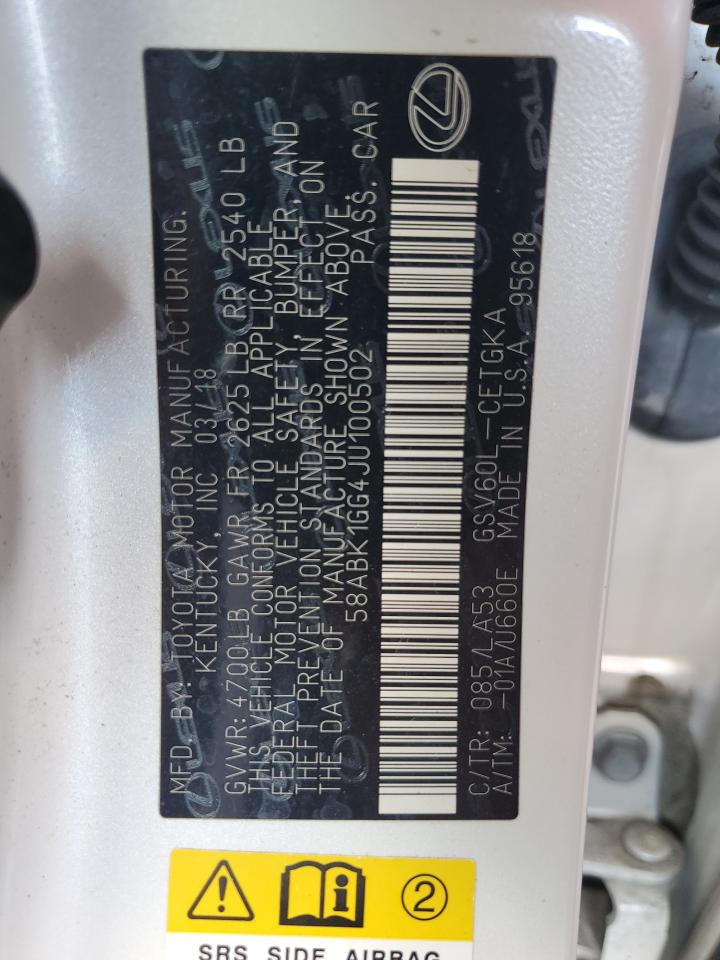 MFD. BY: TOYOTA MOTOR MANUFACTURING.
KENTUCKY, INC 03/18
GVWR: 4700LB GAWR FR 2625LB RR 2540 LB
THIS VEHICLE CONFORMS TO ALL APPLICABLE
FEDERAL MOTOR VEHICLE SAFETY, BUMPER, AND
THEFT PREVENTION STANDARDS IN EFFECT ON
THE DATE OF MANUFACTURE SHOWN ABOVE.
58ABK1GG4JU100502 PASS. CAR
C/TR: 085/LA53 GSV60L-CETGKA
A/TM: -01A/U660E MADE IN U.S.A. 95618
2
SRS SIDE AIRBAG